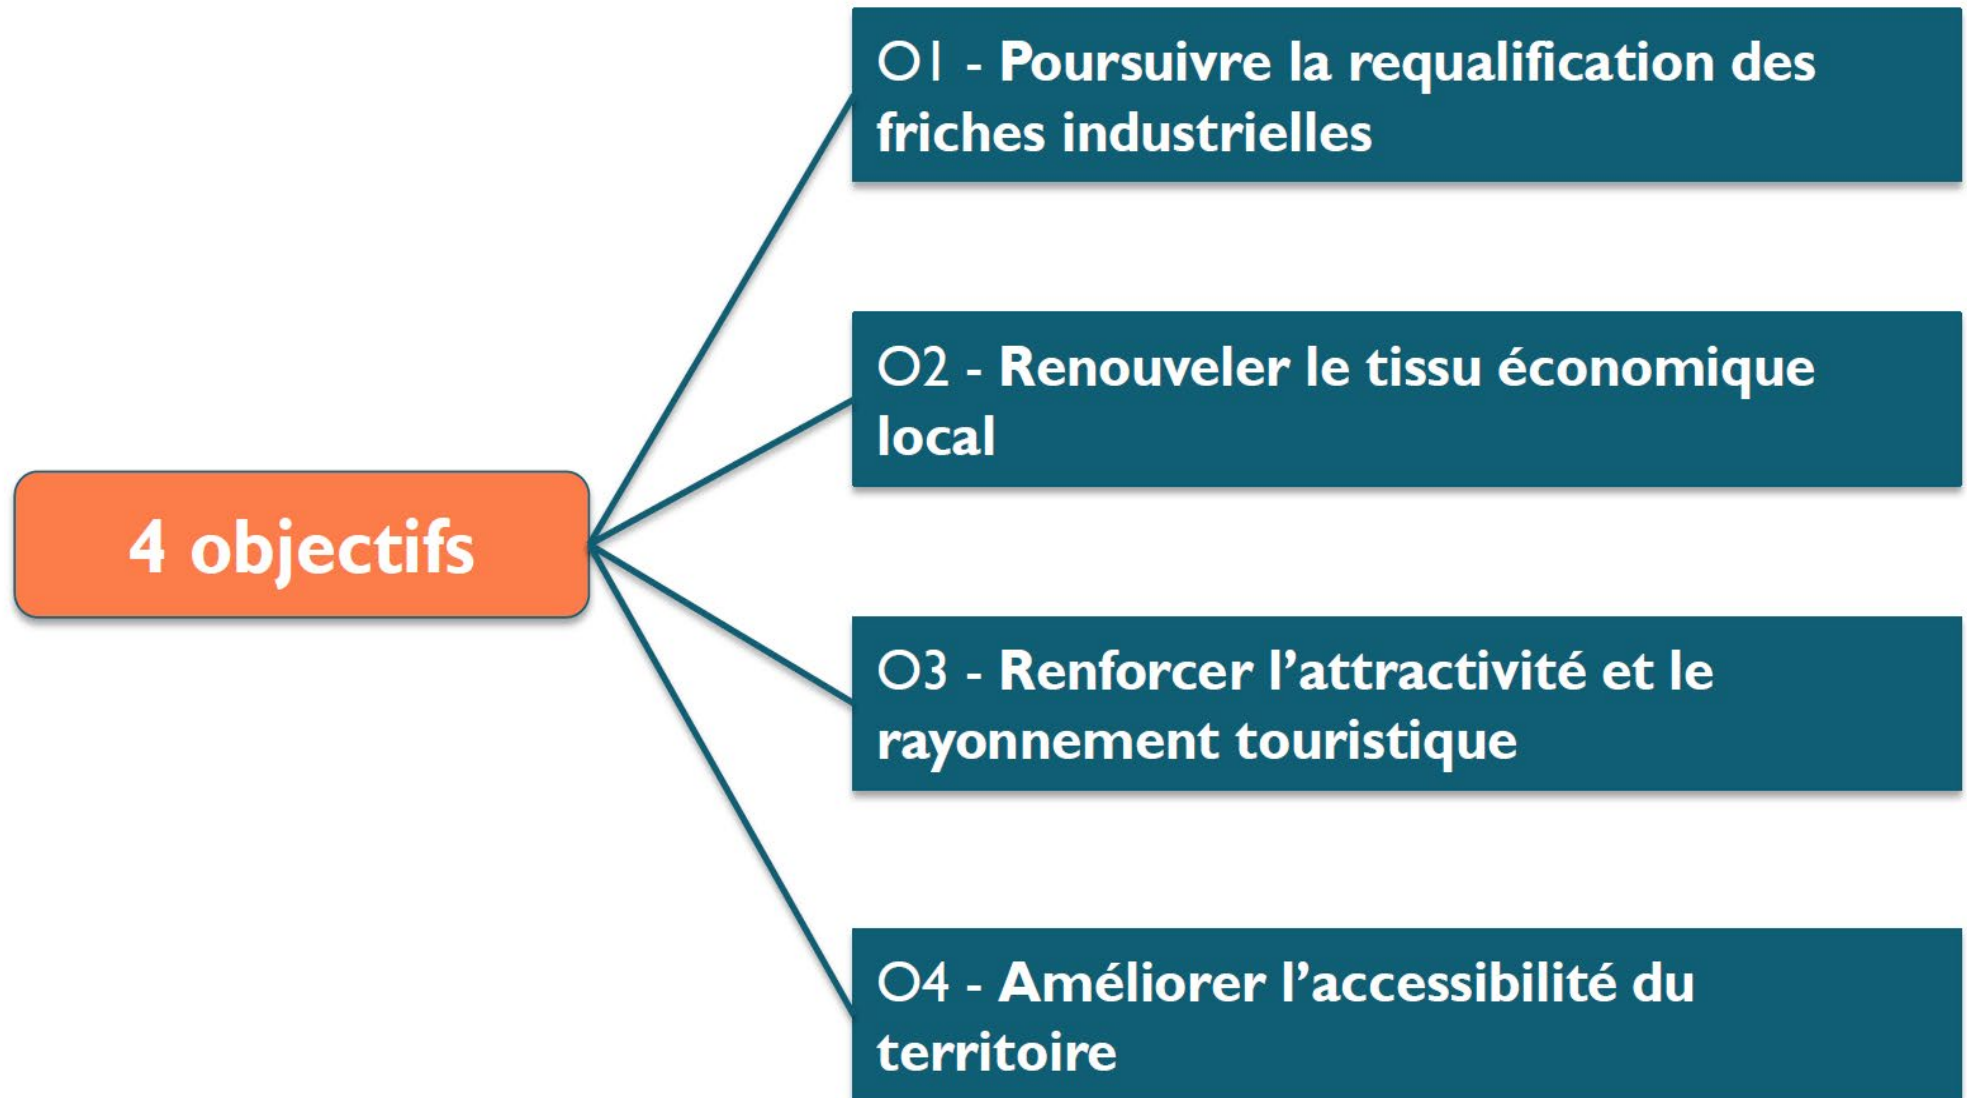 O1 - Poursuivre la requalification des
friches industrielles
O2 - Renouveler le tissu économique
local
4 objectifs
O3 - Renforcer l’attractivité et le
rayonnement touristique
O4 - Améliorer l’accessibilité du
territoire